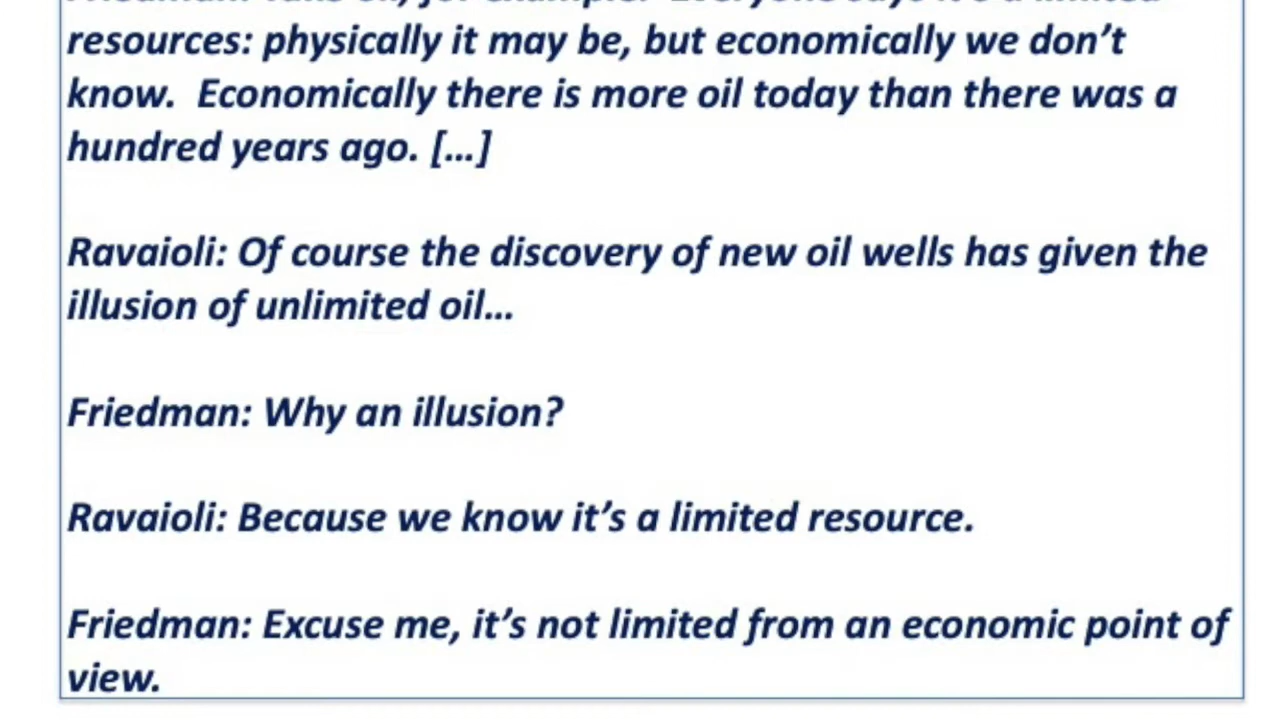 resources: physically it may be, but economically we don't
know.  Economically there is more oil today than there was a
hundred years ago. […]
Ravaioli: Of course the discovery of new oil wells has given the
illusion of unlimited oil…
Friedman: Why an illusion?
Ravaioli: Because we know it's a limited resource.
Friedman: Excuse me, it's not limited from an economic point of
view.